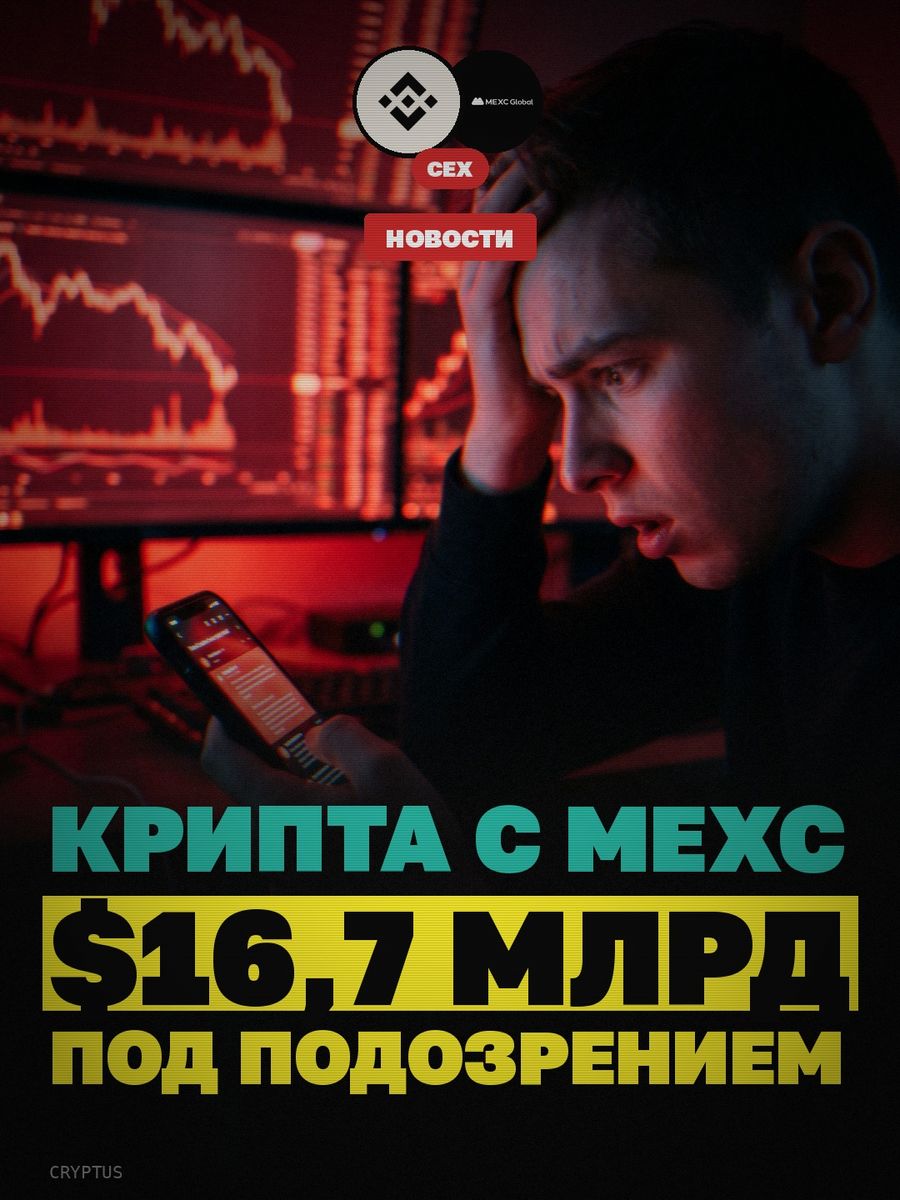 MEXC Global
CEX
НОВОСТИ
КРИПТА С MEXC
$16,7 МЛРД
ПОД ПОДОЗРЕНИЕМ
CRYPTUS